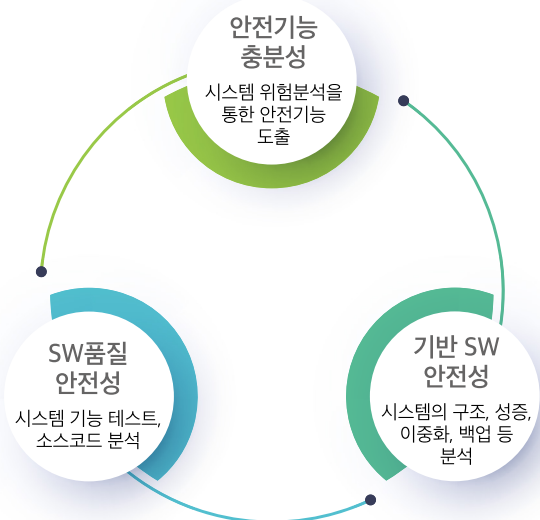 안전기능
충분성
시스템 위험분석을
통한 안전기능
도출
SW품질
안전성
시스템 기능 테스트,
소스코드 분석
기반 SW
안전성
시스템의 구조, 성증,
이중화, 백업 등
분석